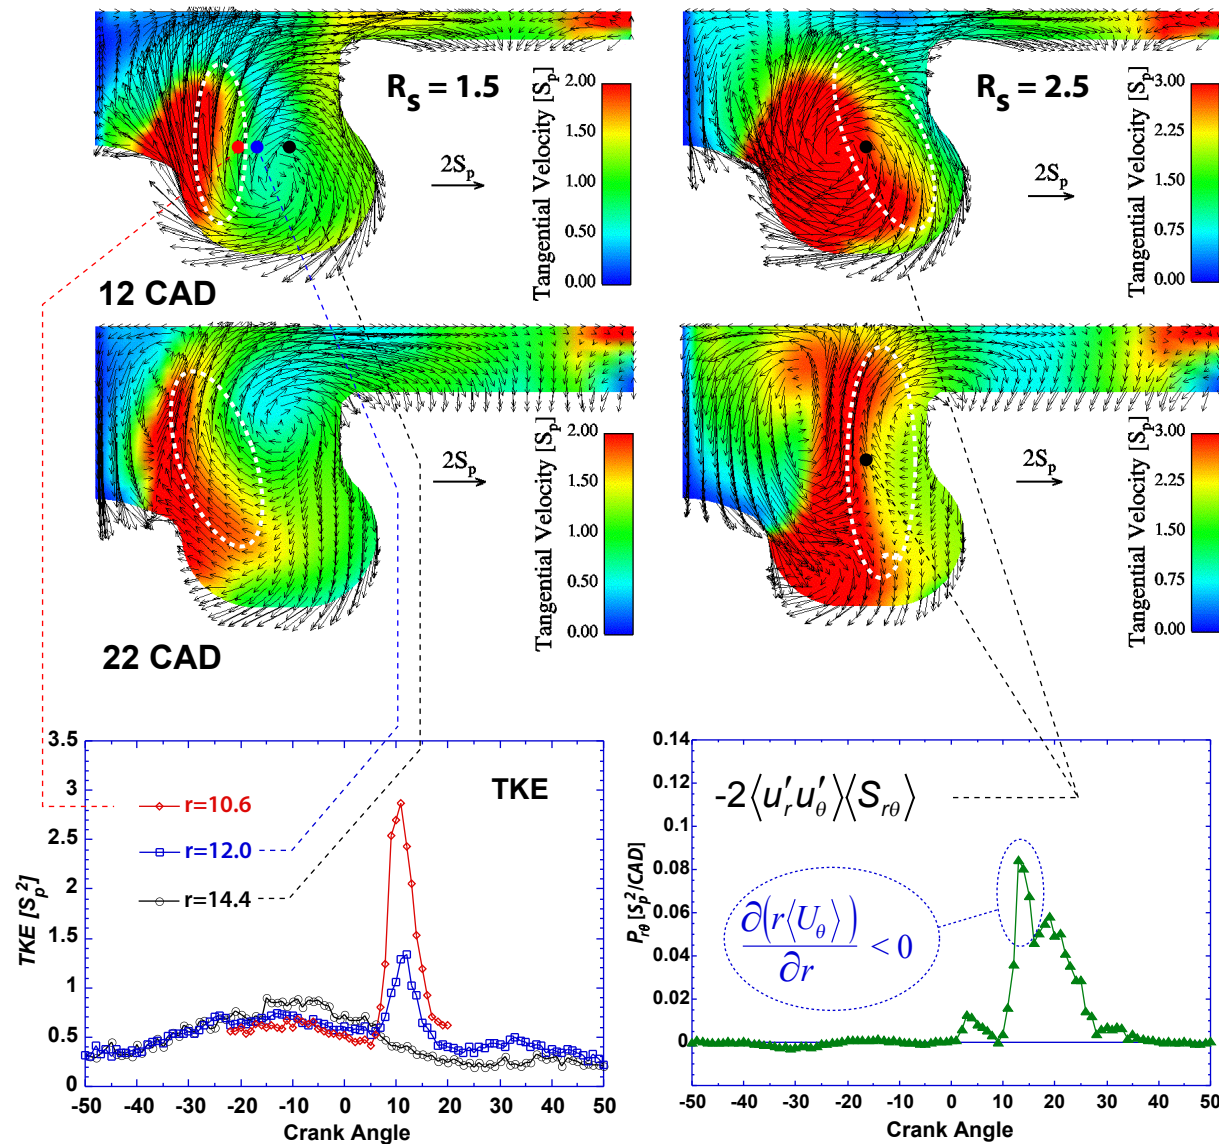 R_s = 1.5
2S_p
Tangential Velocity [S_p]
2.00
1.50
1.00
0.50
0.00
12 CAD
R_s = 2.5
2S_p
Tangential Velocity [S_p]
3.00
2.25
1.50
0.75
0.00
2S_p
Tangential Velocity [S_p]
2.00
1.50
1.00
0.50
0.00
22 CAD
2S_p
Tangential Velocity [S_p]
3.00
2.25
1.50
0.75
0.00
TKE
r=10.6
r=12.0
r=14.4
TKE [S_p^2]
3.5
3
2.5
2
1.5
1
0.5
0
-50 -40 -30 -20 -10 0 10 20 30 40 50
Crank Angle
-2⟨u′_r u′_θ⟩⟨S_rθ⟩
∂(r⟨U_θ⟩)/∂r < 0
P_rθ [S_p^2/CAD]
0.14
0.12
0.1
0.08
0.06
0.04
0.02
0
-50 -40 -30 -20 -10 0 10 20 30 40 50
Crank Angle